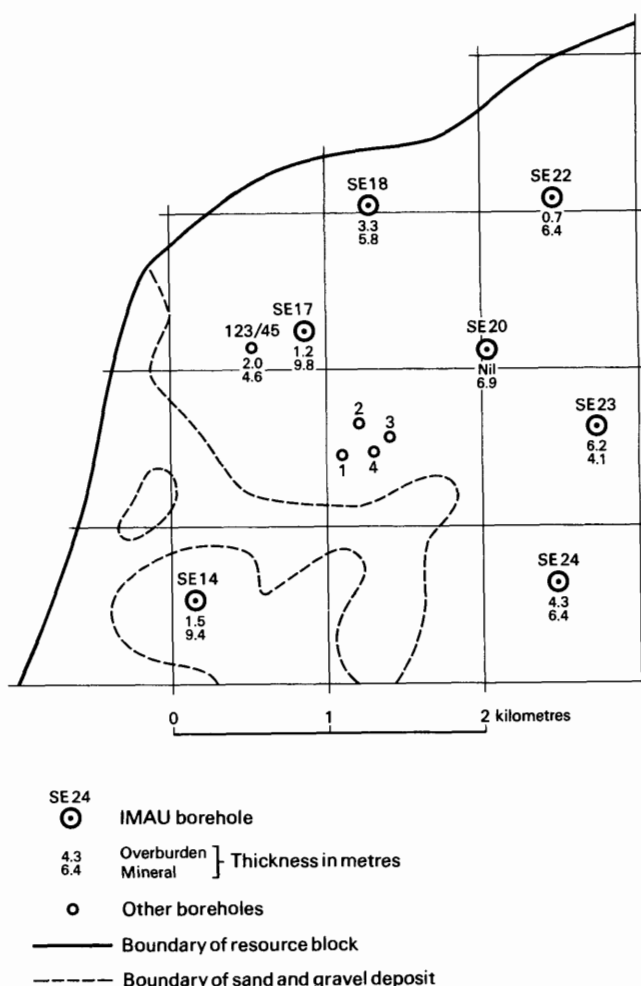 SE18
3.3
5.8
SE22
0.7
6.4
SE17
1.2
9.8
123/45
2.0
4.6
SE20
Nil
6.9
2
3
1
4
SE23
6.2
4.1
SE14
1.5
9.4
SE24
4.3
6.4
0 1 2 kilometres
SE24
IMAU borehole
4.3 Overburden
6.4 Mineral
Thickness in metres
Other boreholes
Boundary of resource block
Boundary of sand and gravel deposit